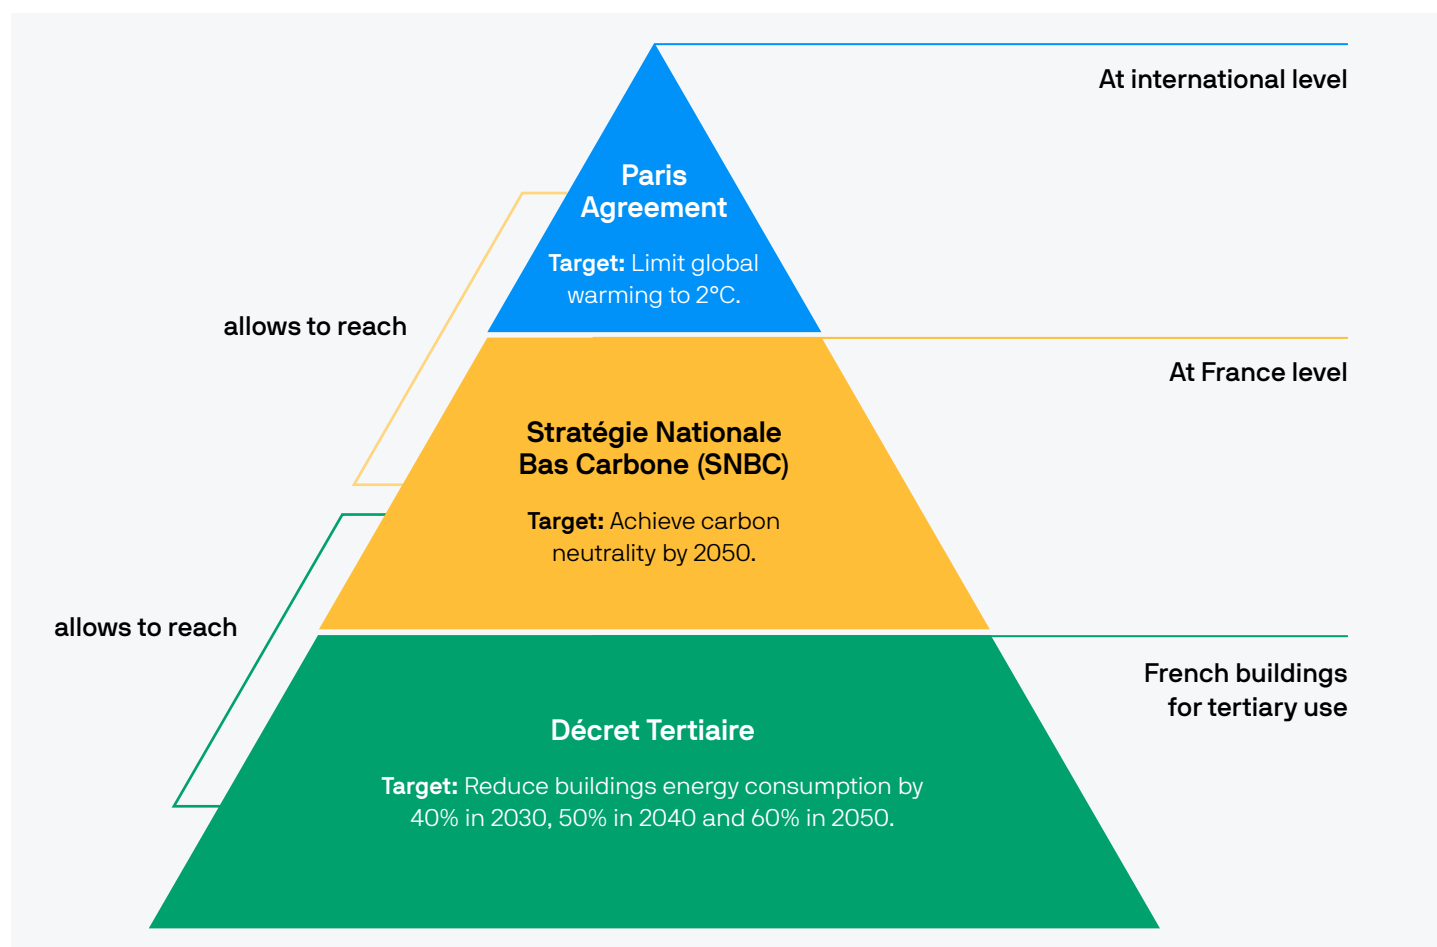 At international level
Paris
Agreement
Target: Limit global
warming to 2°C.
allows to reach
At France level
Stratégie Nationale
Bas Carbone (SNBC)
Target: Achieve carbon
neutrality by 2050.
allows to reach
French buildings
for tertiary use
Décret Tertiaire
Target: Reduce buildings energy consumption by
40% in 2030, 50% in 2040 and 60% in 2050.